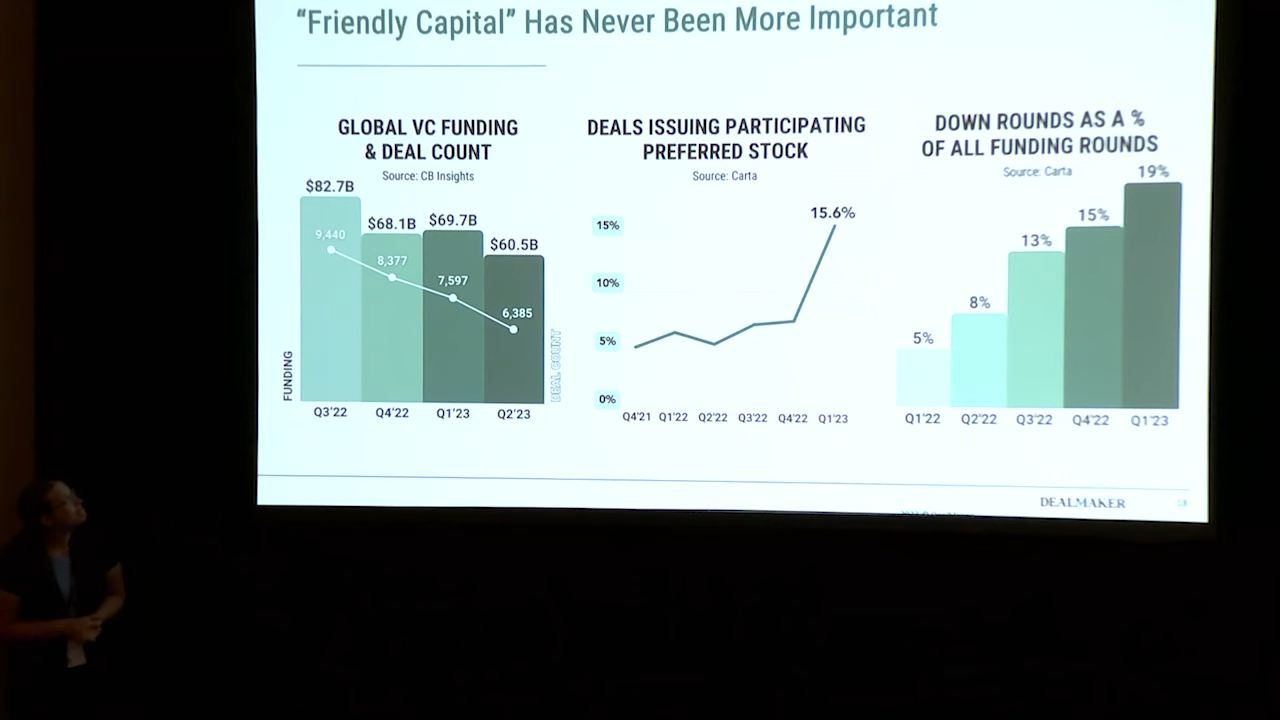 “Friendly Capital” Has Never Been More Important
GLOBAL VC FUNDING
& DEAL COUNT
Source: CB Insights
$82.7B
$68.1B
$69.7B
$60.5B
9,440
8,377
7,597
6,385
FUNDING
DEAL COUNT
Q3'22
Q4'22
Q1'23
Q2'23
DEALS ISSUING PARTICIPATING
PREFERRED STOCK
Source: Carta
15.6%
15%
10%
5%
0%
Q4'21
Q1'22
Q2'22
Q3'22
Q4'22
Q1'23
DOWN ROUNDS AS A %
OF ALL FUNDING ROUNDS
Source: Carta
5%
8%
13%
15%
19%
Q1'22
Q2'22
Q3'22
Q4'22
Q1'23
DEALMAKER